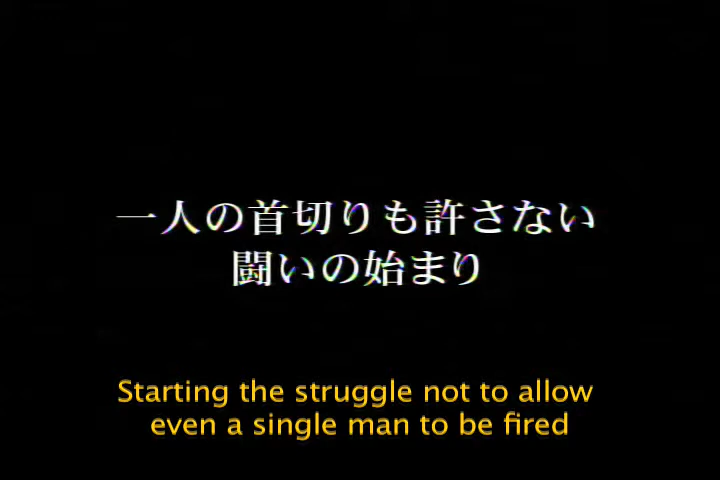 一人の首切りも許さない
闘いの始まり
Starting the struggle not to allow
even a single man to be fired